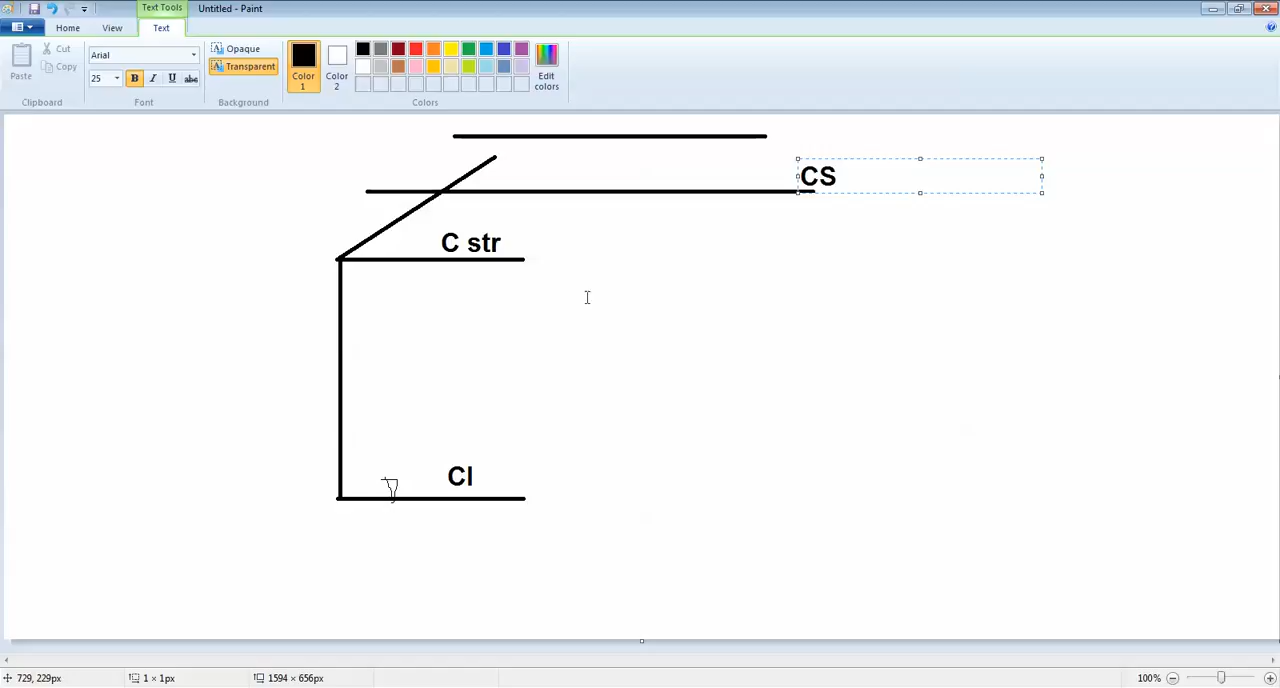 Text Tools
Untitled - Paint
Home
View
Text
Paste
Cut
Copy
Clipboard
Arial
25
B I U abc
Font
Opaque
Transparent
Background
Color
1
Color
2
Edit
colors
Colors
CS
C str
Cl
729, 229px
1 × 1px
1594 × 656px
100%